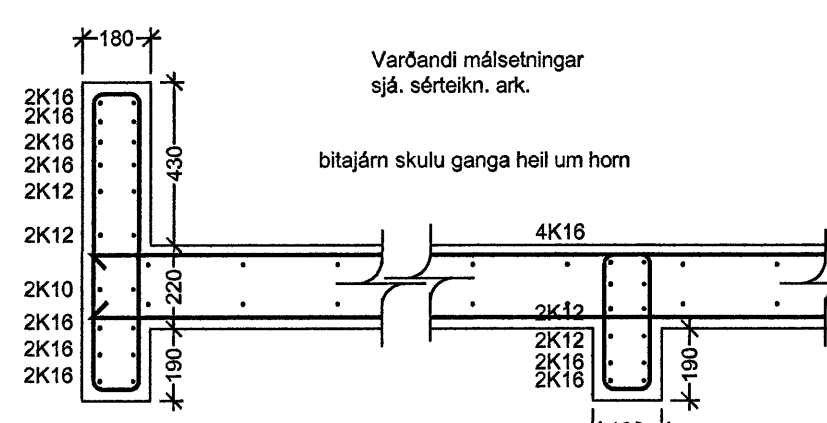 180
Varðandi málsetningar
sjá. sérteikn. ark.
bitajárn skulu ganga heil um horn
2K16
2K16
2K16
2K16
2K12
2K12
2K10
2K16
2K16
2K16
430
220
190
4K16
2K12
2K12
2K16
2K16
190